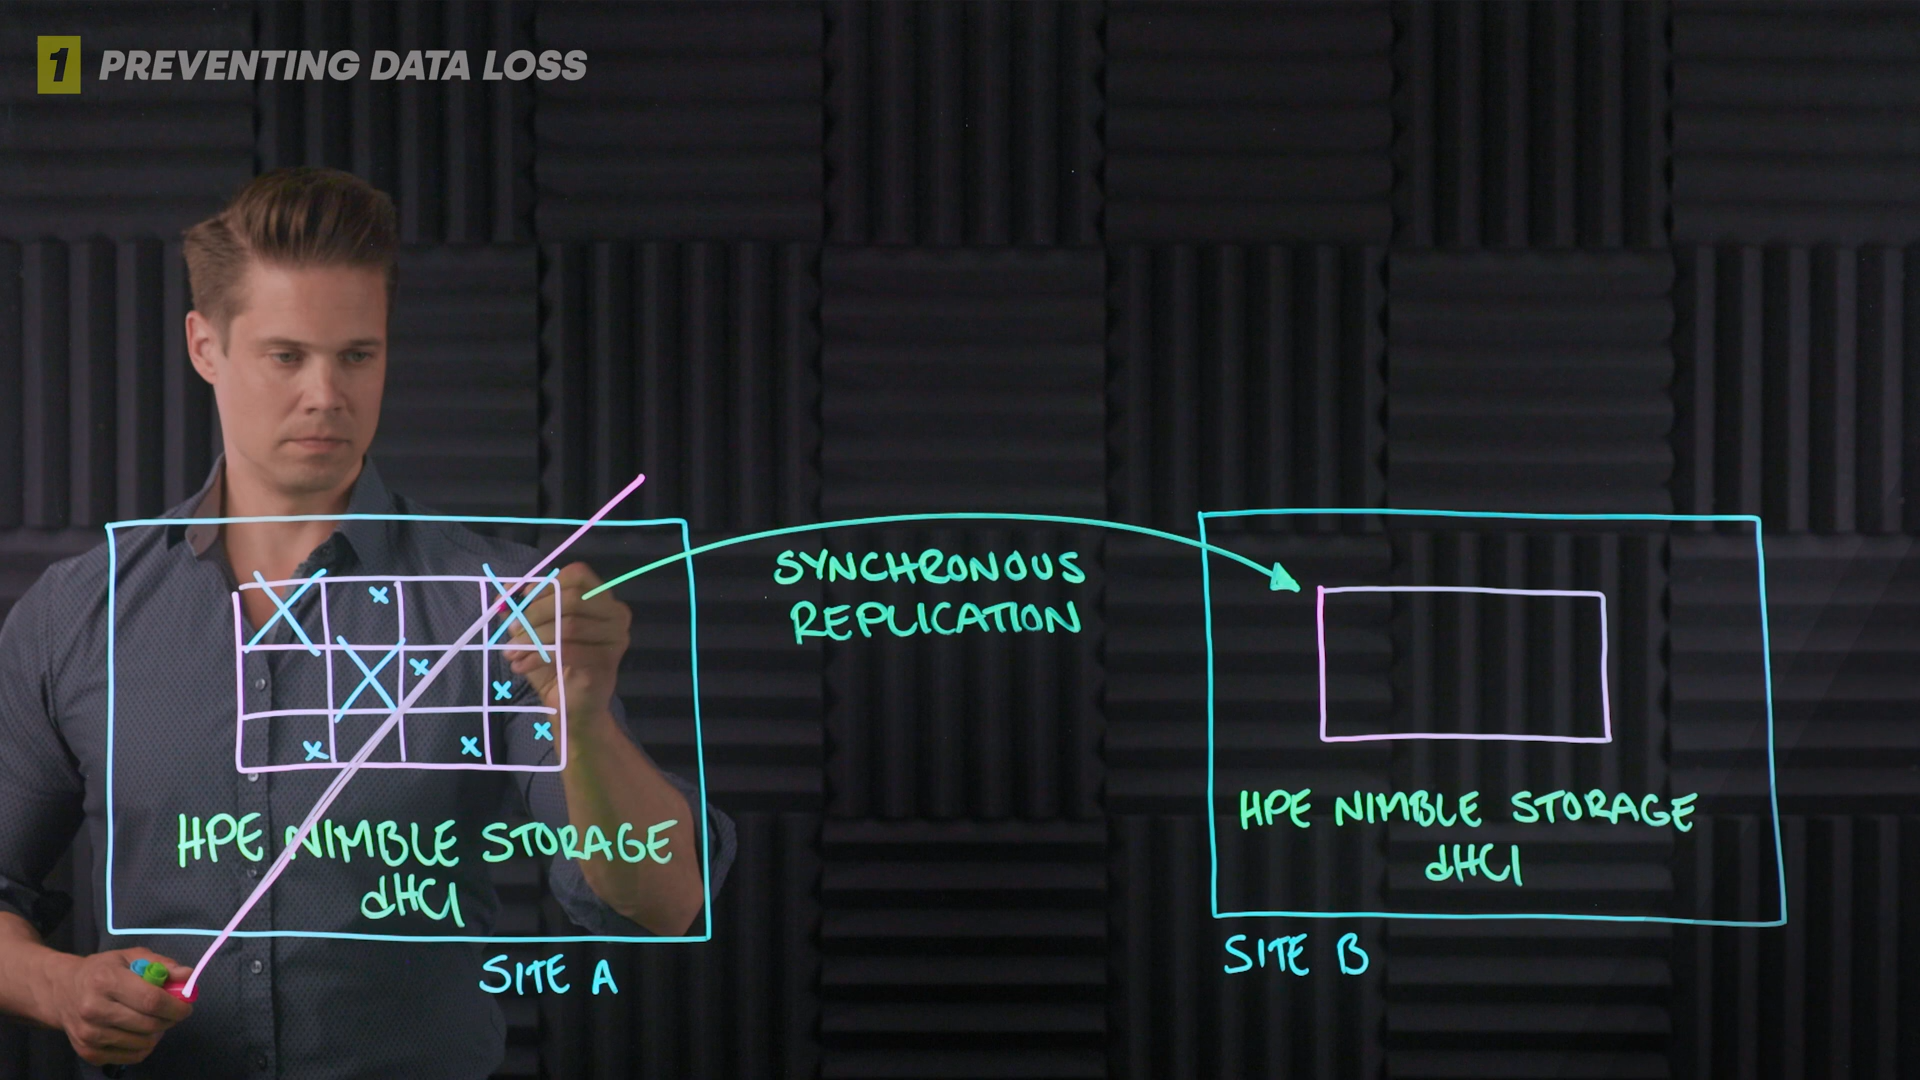 1 PREVENTING DATA LOSS
SYNCHRONOUS
REPLICATION
HPE NIMBLE STORAGE
dHCI
SITE A
HPE NIMBLE STORAGE
dHCI
SITE B